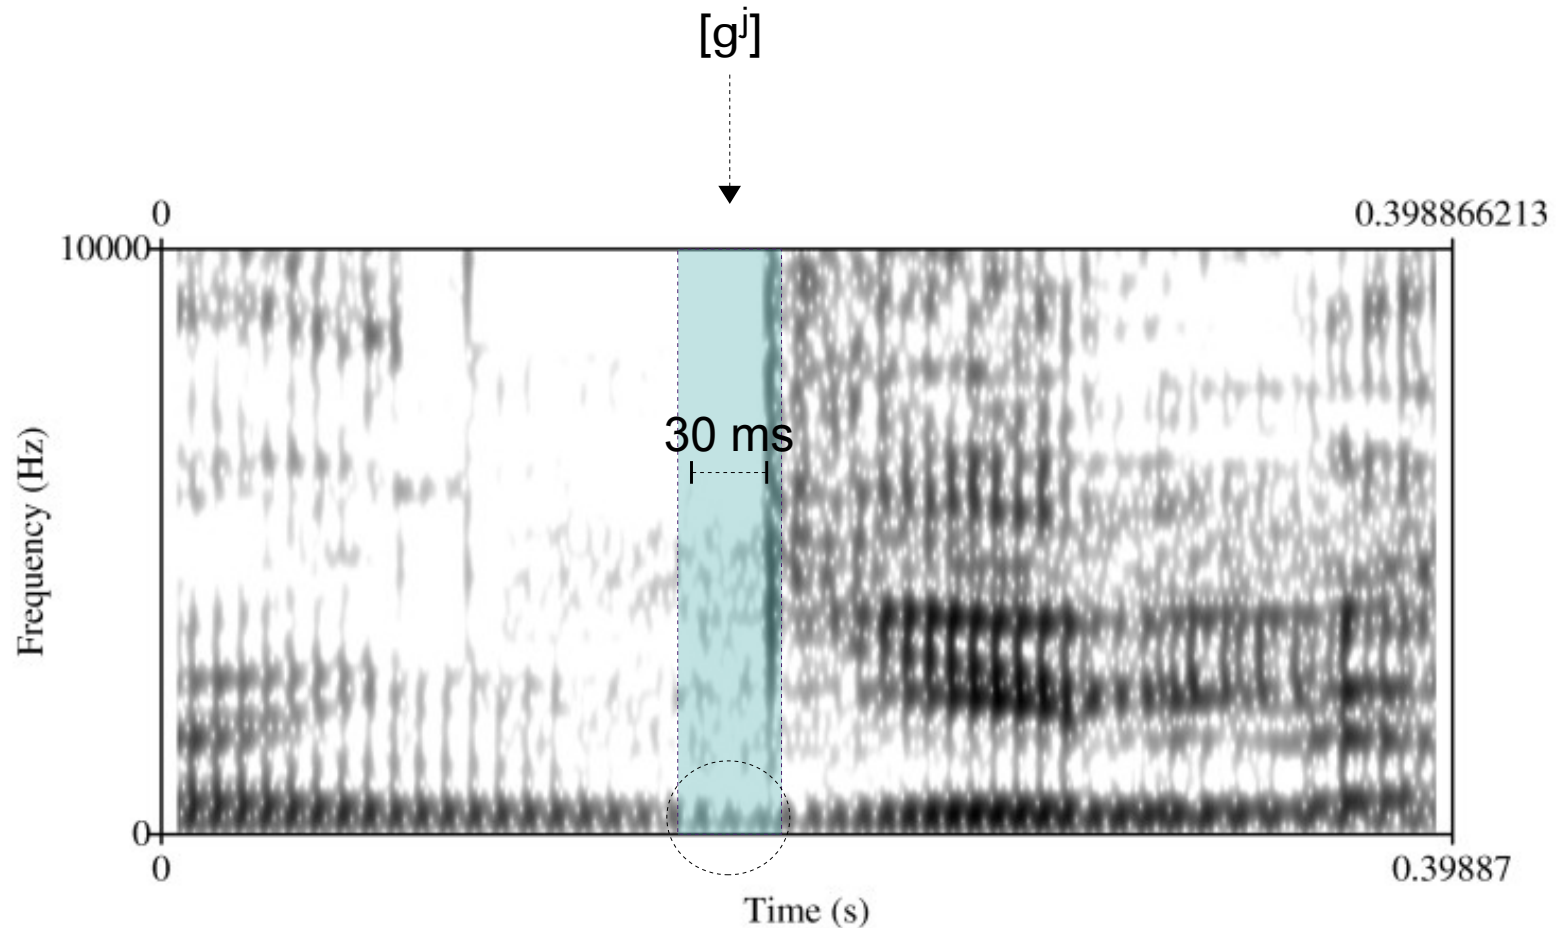 [gʲ]
0 0.398866213
10000
30 ms
Frequency (Hz)
0
0 0.39887
Time (s)